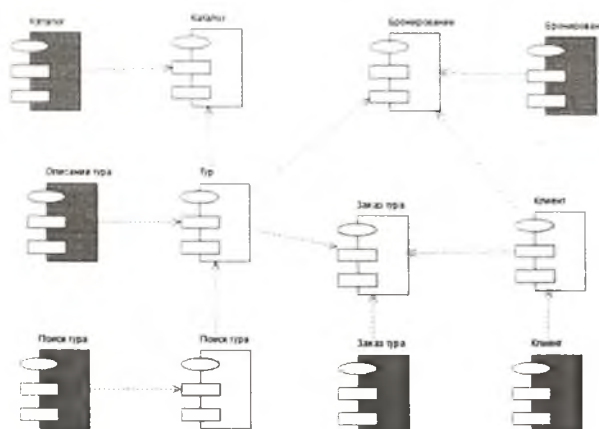 Каталог
Каталог
Бронирование
Бронирован
Описание тура
Тур
Заказ тура
Клиент
Поиск тура
Поиск тура
Заказ тура
Клиент